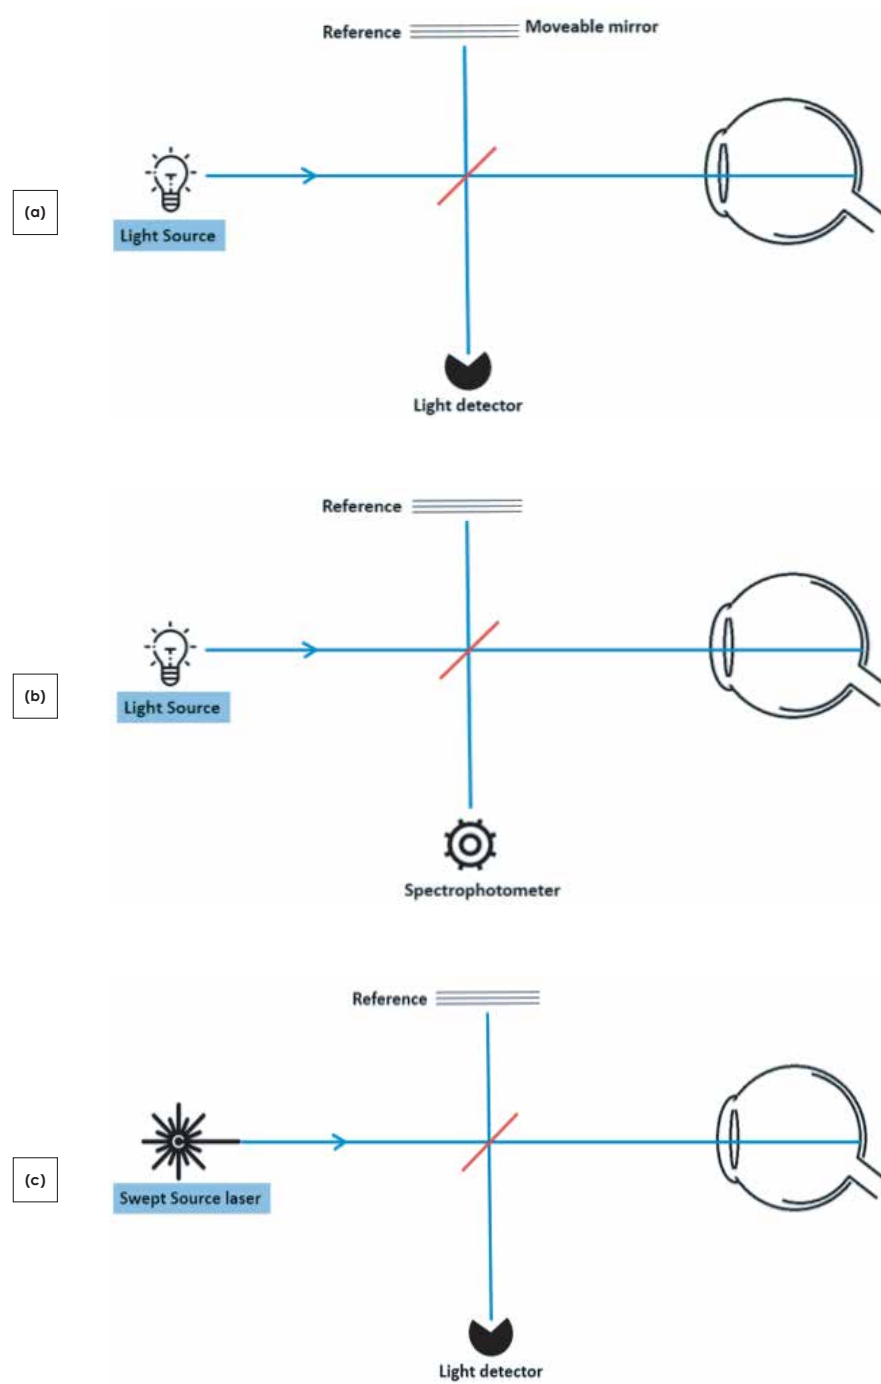 Reference
Moveable mirror
(a)
Light Source
Light detector
Reference
(b)
Light Source
Spectrophotometer
Reference
(c)
Swept Source laser
Light detector